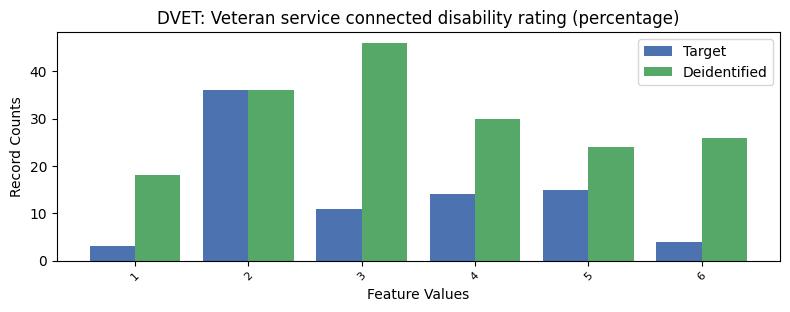 DVET: Veteran service connected disability rating (percentage)
Target
Deidentified
Record Counts
40
30
20
10
0
1
2
3
4
5
6
Feature Values